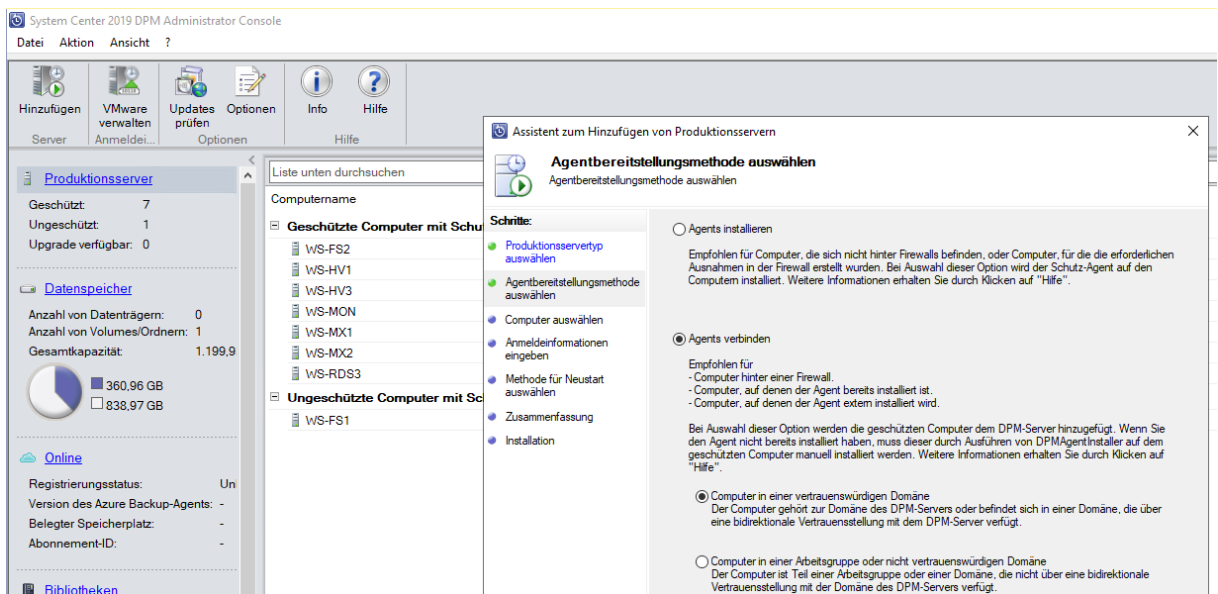 System Center 2019 DPM Administrator Console
Datei Aktion Ansicht ?
Hinzufügen
VMware
verwalten
Updates
prüfen
Optionen
Info
Hilfe
Server
Anmeldei...
Optionen
Hilfe
Produktionsserver
Geschützt: 7
Ungeschützt: 1
Upgrade verfügbar: 0
Datenspeicher
Anzahl von Datenträgern: 0
Anzahl von Volumes/Ordnern: 1
Gesamtkapazität: 1.199,9
360,96 GB
838,97 GB
Online
Registrierungsstatus: Un
Version des Azure Backup-Agents: -
Belegter Speicherplatz: -
Abonnement-ID: -
Bibliotheken
Liste unten durchsuchen
Computername
Geschützte Computer mit Schu
WS-FS2
WS-HV1
WS-HV3
WS-MON
WS-MX1
WS-MX2
WS-RDS3
Ungeschützte Computer mit Sc
WS-FS1
Assistent zum Hinzufügen von Produktionsservern
Agentbereitstellungsmethode auswählen
Agentbereitstellungsmethode auswählen
Schritte:
Produktionsservertyp
auswählen
Agentbereitstellungsmethode
auswählen
Computer auswählen
Anmeldeinfomationen
eingeben
Methode für Neustart
auswählen
Zusammenfassung
Installation
Agents installieren
Empfohlen für Computer, die sich nicht hinter Firewalls befinden, oder Computer, für die die erforderlichen
Ausnahmen in der Firewall erstellt wurden. Bei Auswahl dieser Option wird der Schutz-Agent auf den
Computern installiert. Weitere Informationen erhalten Sie durch Klicken auf "Hilfe".
Agents verbinden
Empfohlen für
- Computer hinter einer Firewall.
- Computer, auf denen der Agent bereits installiert ist.
- Computer, auf denen der Agent extern installiert wird.
Bei Auswahl dieser Option werden die geschützten Computer dem DPM-Server hinzugefügt. Wenn Sie
den Agent nicht bereits installiert haben, muss dieser durch Ausführen von DPMAgentInstaller auf dem
geschützten Computer manuell installiert werden. Weitere Informationen erhalten Sie durch Klicken auf
"Hilfe".
Computer in einer vertrauenswürdigen Domäne
Der Computer gehört zur Domäne des DPM-Servers oder befindet sich in einer Domäne, die über
eine bidirektionale Vertrauensstellung mit dem DPM-Server verfügt.
Computer in einer Arbeitsgruppe oder nicht vertrauenswürdigen Domäne
Der Computer ist Teil einer Arbeitsgruppe oder einer Domäne, die nicht über eine bidirektionale
Vertrauensstellung mit der Domäne des DPM-Servers verfügt.